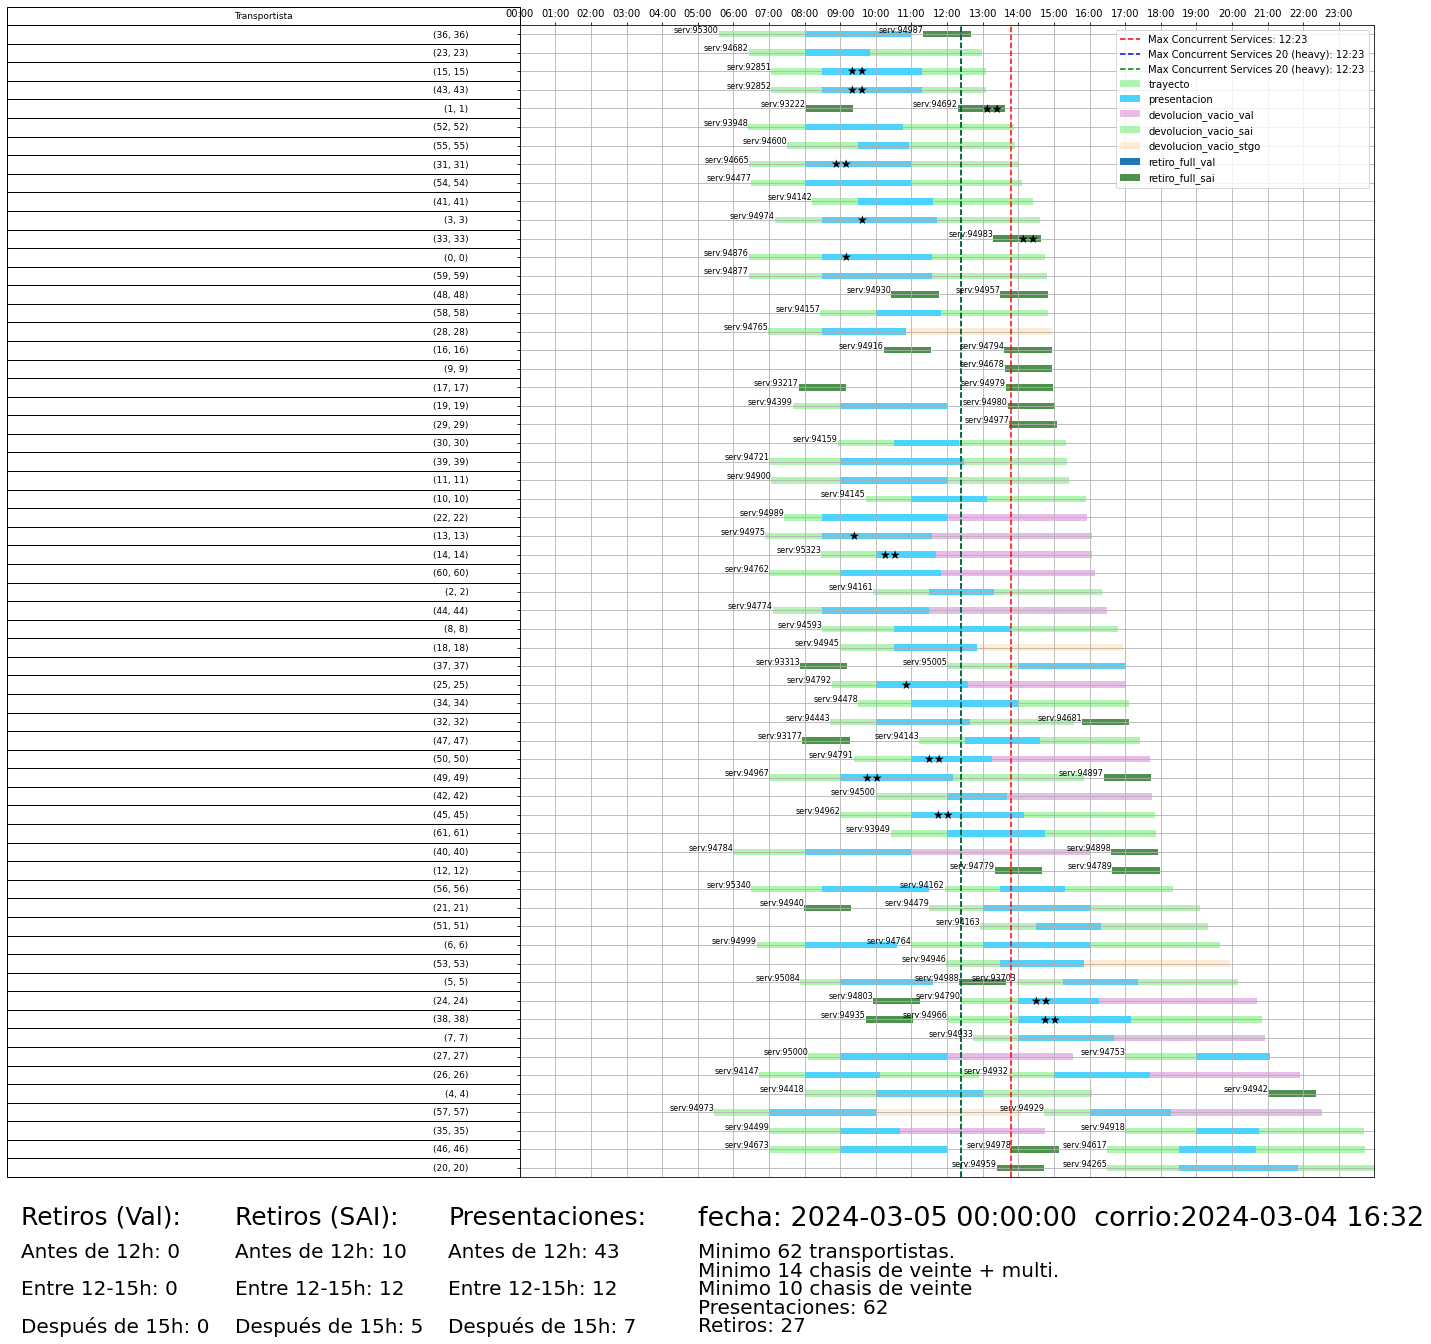 Transportista
00:00 01:00 02:00 03:00 04:00 05:00 06:00 07:00 08:00 09:00 10:00 11:00 12:00 13:00 14:00 15:00 16:00 17:00 18:00 19:00 20:00 21:00 22:00 23:00
Max Concurrent Services: 12:23
Max Concurrent Services 20 (heavy): 12:23
Max Concurrent Services 20 (heavy): 12:23
trayecto
presentacion
devolucion_vacio_val
devolucion_vacio_sai
devolucion_vacio_stgo
retiro_full_val
retiro_full_sai
(36, 36) serv:95300 serv:94987
(23, 23) serv:94682
(15, 15) serv:92851
(43, 43) serv:92852
(1, 1) serv:93222 serv:94692
(52, 52) serv:93948
(55, 55) serv:94600
(31, 31) serv:94665
(54, 54) serv:94477
(41, 41) serv:94142
(3, 3) serv:94974
(33, 33) serv:94983
(0, 0) serv:94876
(59, 59) serv:94877
(48, 48) serv:94930 serv:94957
(58, 58) serv:94157
(28, 28) serv:94765
(16, 16) serv:94916 serv:94794
(9, 9) serv:94678
(17, 17) serv:93217 serv:94979
(19, 19) serv:94399 serv:94980
(29, 29) serv:94977
(30, 30) serv:94159
(39, 39) serv:94721
(11, 11) serv:94900
(10, 10) serv:94145
(22, 22) serv:94989
(13, 13) serv:94975
(14, 14) serv:95323
(60, 60) serv:94762
(2, 2) serv:94161
(44, 44) serv:94774
(8, 8) serv:94593
(18, 18) serv:94945
(37, 37) serv:93313 serv:95005
(25, 25) serv:94792
(34, 34) serv:94478
(32, 32) serv:94443 serv:94681
(47, 47) serv:93177 serv:94143
(50, 50) serv:94791
(49, 49) serv:94967 serv:94897
(42, 42) serv:94500
(45, 45) serv:94962
(61, 61) serv:93949
(40, 40) serv:94784 serv:94898
(12, 12) serv:94779 serv:94789
(56, 56) serv:95340 serv:94162
(21, 21) serv:94940 serv:94479
(51, 51) serv:94163
(6, 6) serv:94999 serv:94764
(53, 53) serv:94946
(5, 5) serv:95084 serv:94988 serv:93703
(24, 24) serv:94803 serv:94790
(38, 38) serv:94935 serv:94966
(7, 7) serv:94933
(27, 27) serv:95000 serv:94753
(26, 26) serv:94147 serv:94932
(4, 4) serv:94418 serv:94942
(57, 57) serv:94973 serv:94929
(35, 35) serv:94499 serv:94918
(46, 46) serv:94673 serv:94978 serv:94617
(20, 20) serv:94959 serv:94265
Retiros (Val):
Antes de 12h: 0
Entre 12-15h: 0
Después de 15h: 0
Retiros (SAI):
Antes de 12h: 10
Entre 12-15h: 12
Después de 15h: 5
Presentaciones:
Antes de 12h: 43
Entre 12-15h: 12
Después de 15h: 7
fecha: 2024-03-05 00:00:00 corrio:2024-03-04 16:32
Minimo 62 transportistas.
Minimo 14 chasis de veinte + multi.
Minimo 10 chasis de veinte
Presentaciones: 62
Retiros: 27